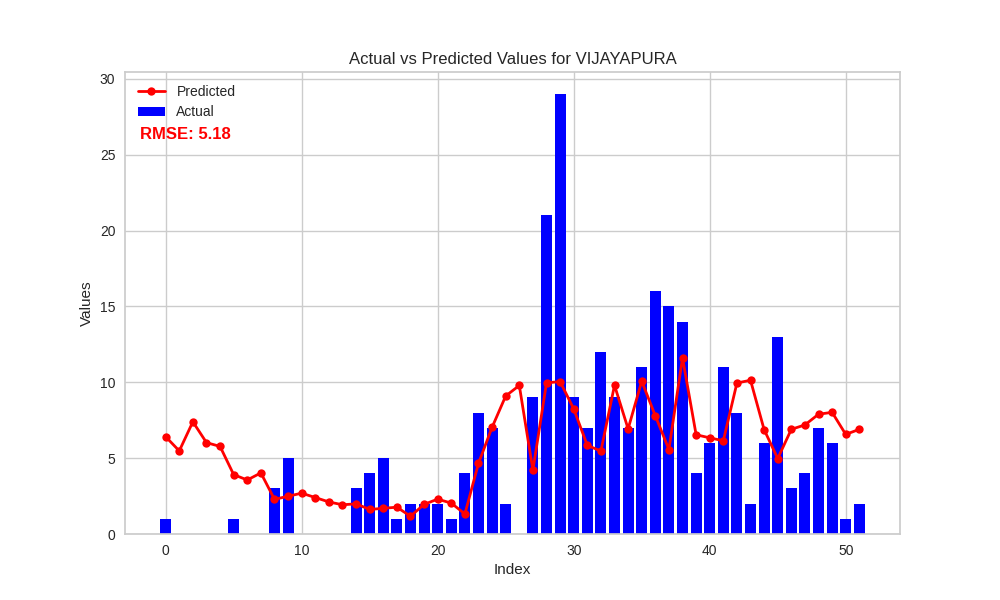 Actual vs Predicted Values for VIJAYAPURA
Predicted
Actual
RMSE: 5.18
Values
30
25
20
15
10
5
0
0 10 20 30 40 50
Index